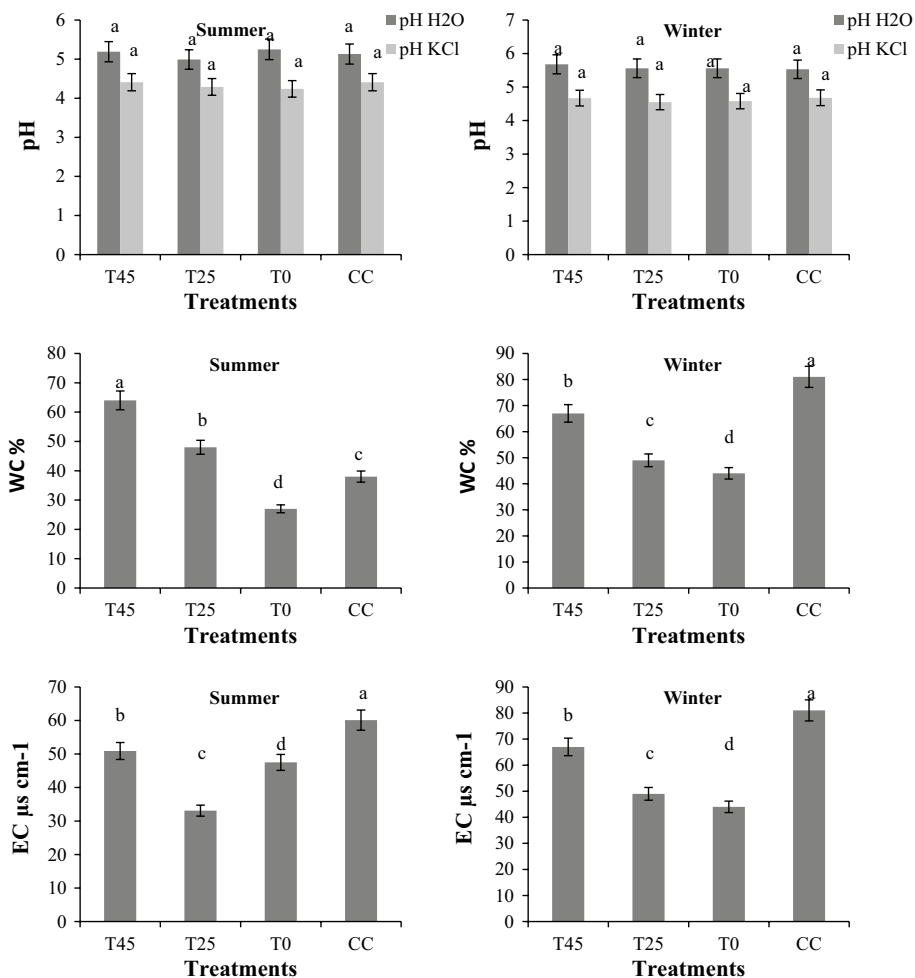 Summer
pH H2O
pH KCl
a a a a a a a a
6
5
4
3
2
1
0
pH
T45 T25 T0 CC
Treatments
Winter
pH H2O
pH KCl
a a a a a a a a
7
6
5
4
3
2
1
0
pH
T45 T25 T0 CC
Treatments
Summer
80
70
60
50
40
30
20
10
0
WC %
a b d c
T45 T25 T0 CC
Treatments
Winter
90
80
70
60
50
40
30
20
10
0
WC %
b c d a
T45 T25 T0 CC
Treatments
Summer
70
60
50
40
30
20
10
0
EC µs cm-1
b c d a
T45 T25 T0 CC
Treatments
Winter
90
80
70
60
50
40
30
20
10
0
EC µs cm-1
b c d a
T45 T25 T0 CC
Treatments